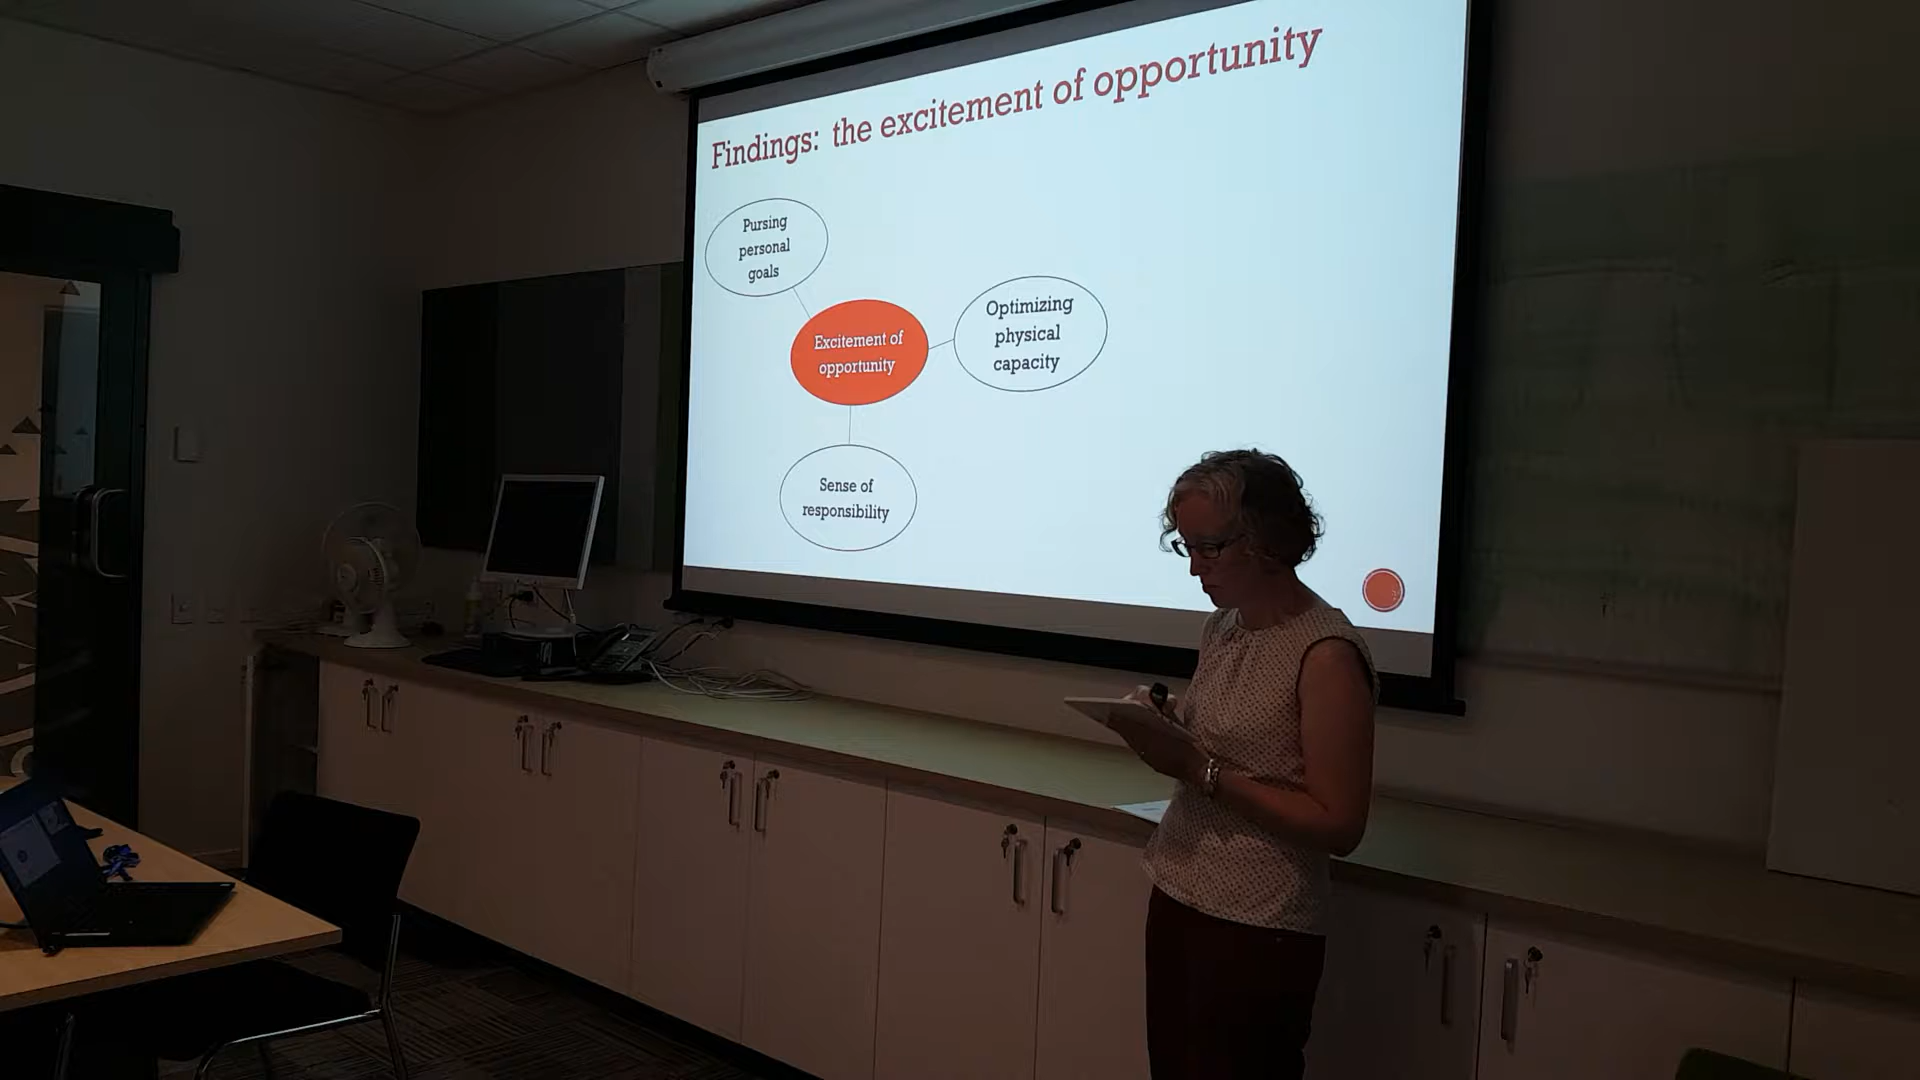 Findings: the excitement of opportunity
Pursing
personal
goals
Excitement of
opportunity
Optimizing
physical
capacity
Sense of
responsibility